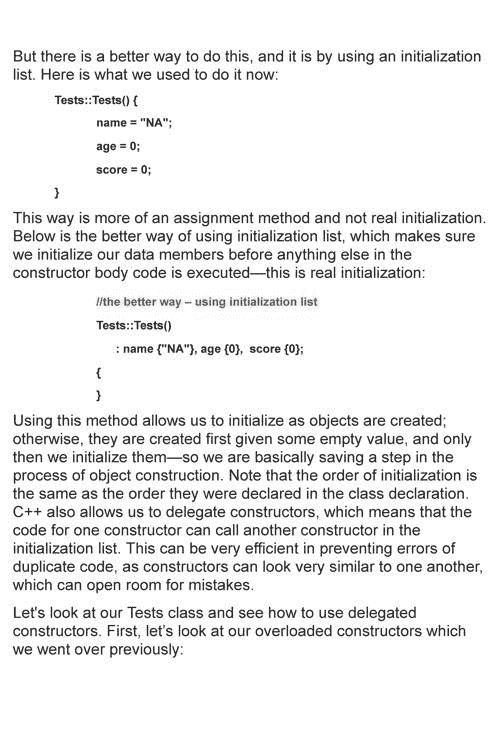 But there is a better way to do this, and it is by using an initialization
list. Here is what we used to do it now:
Tests::Tests() {
name = "NA";
age = 0;
score = 0;
}
This way is more of an assignment method and not real initialization.
Below is the better way of using initialization list, which makes sure
we initialize our data members before anything else in the
constructor body code is executed—this is real initialization:
//the better way – using initialization list
Tests::Tests()
: name {"NA"}, age {0}, score {0};
{
}
Using this method allows us to initialize as objects are created;
otherwise, they are created first given some empty value, and only
then we initialize them—so we are basically saving a step in the
process of object construction. Note that the order of initialization is
the same as the order they were declared in the class declaration.
C++ also allows us to delegate constructors, which means that the
code for one constructor can call another constructor in the
initialization list. This can be very efficient in preventing errors of
duplicate code, as constructors can look very similar to one another,
which can open room for mistakes.
Let's look at our Tests class and see how to use delegated
constructors. First, let’s look at our overloaded constructors which
we went over previously: